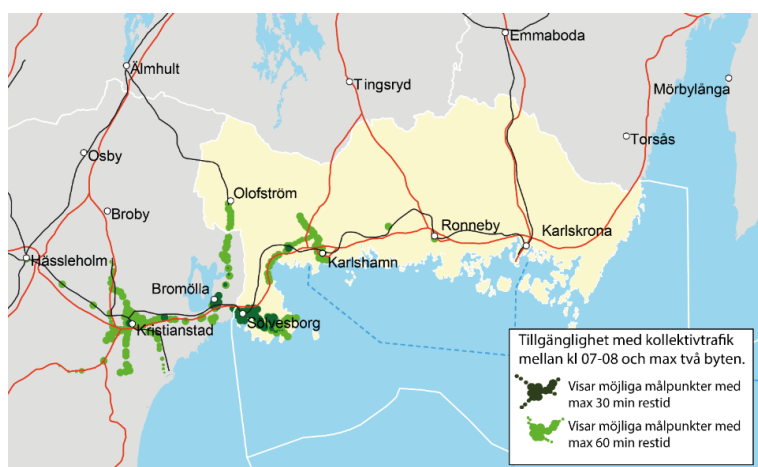 Emmaboda
Älmhult
Tingsryd
Mörbylånga
Torsås
Osby
Olofström
Broby
Ronneby
Karlskrona
Hässleholm
Karlshamn
Bromölla
Sölvesborg
Kristianstad
Tillgänglighet med kollektivtrafik
mellan kl 07-08 och max två byten.
Visar möjliga målpunkter med
max 30 min restid
Visar möjliga målpunkter med
max 60 min restid